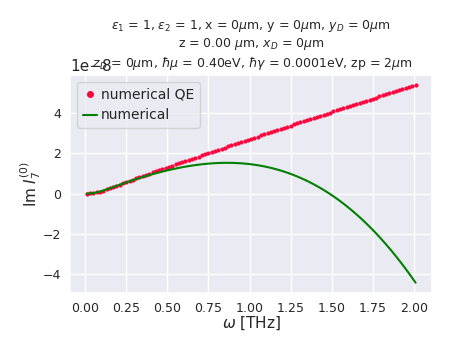 ε₁ = 1, ε₂ = 1, x = 0μm, y = 0μm, y_D = 0μm
z = 0.00 μm, x_D = 0μm
z_D = 0μm, ℏμ = 0.40eV, ℏγ = 0.0001eV, zp = 2μm
1e−8
numerical QE
numerical
4
2
0
−2
−4
Im I₇⁽⁰⁾
0.00 0.25 0.50 0.75 1.00 1.25 1.50 1.75 2.00
ω [THz]